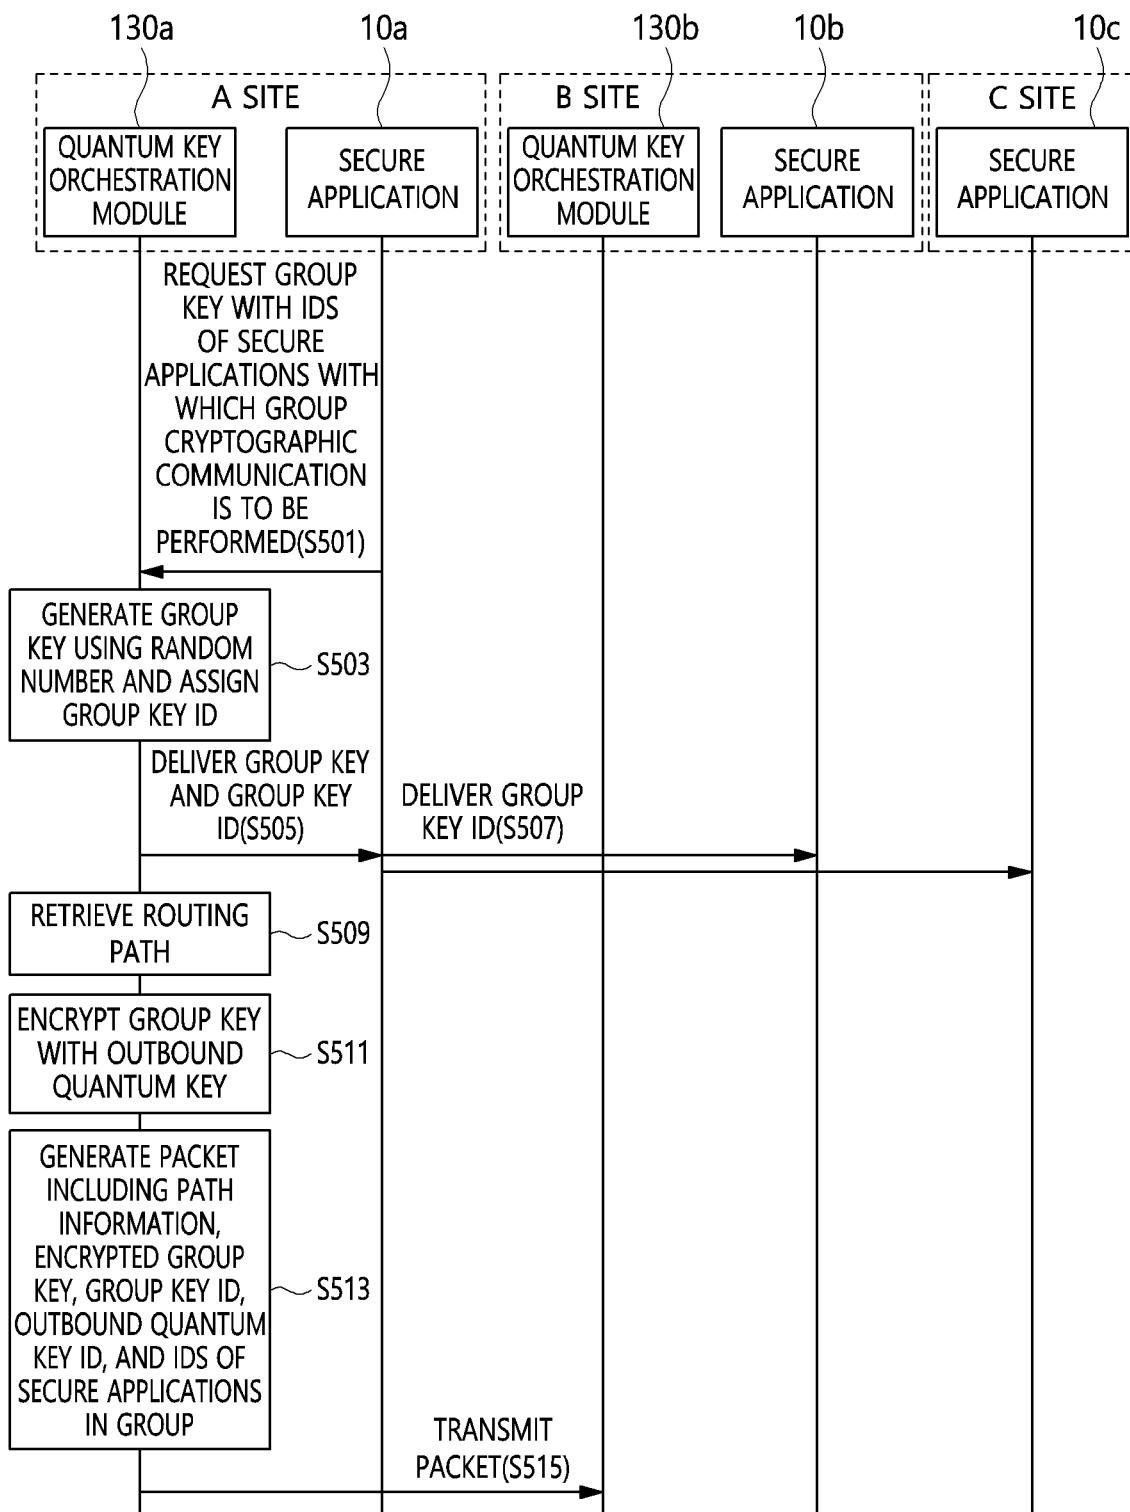 130a 10a 130b 10b 10c
A SITE B SITE C SITE
QUANTUM KEY
ORCHESTRATION
MODULE
SECURE
APPLICATION
QUANTUM KEY
ORCHESTRATION
MODULE
SECURE
APPLICATION
SECURE
APPLICATION
REQUEST GROUP
KEY WITH IDS
OF SECURE
APPLICATIONS WITH
WHICH GROUP
CRYPTOGRAPHIC
COMMUNICATION
IS TO BE
PERFORMED(S501)
GENERATE GROUP
KEY USING RANDOM
NUMBER AND ASSIGN
GROUP KEY ID
S503
DELIVER GROUP KEY
AND GROUP KEY
ID(S505)
DELIVER GROUP
KEY ID(S507)
RETRIEVE ROUTING
PATH
S509
ENCRYPT GROUP KEY
WITH OUTBOUND
QUANTUM KEY
S511
GENERATE PACKET
INCLUDING PATH
INFORMATION,
ENCRYPTED GROUP
KEY, GROUP KEY ID,
OUTBOUND QUANTUM
KEY ID, AND IDS OF
SECURE APPLICATIONS
IN GROUP
S513
TRANSMIT
PACKET(S515)